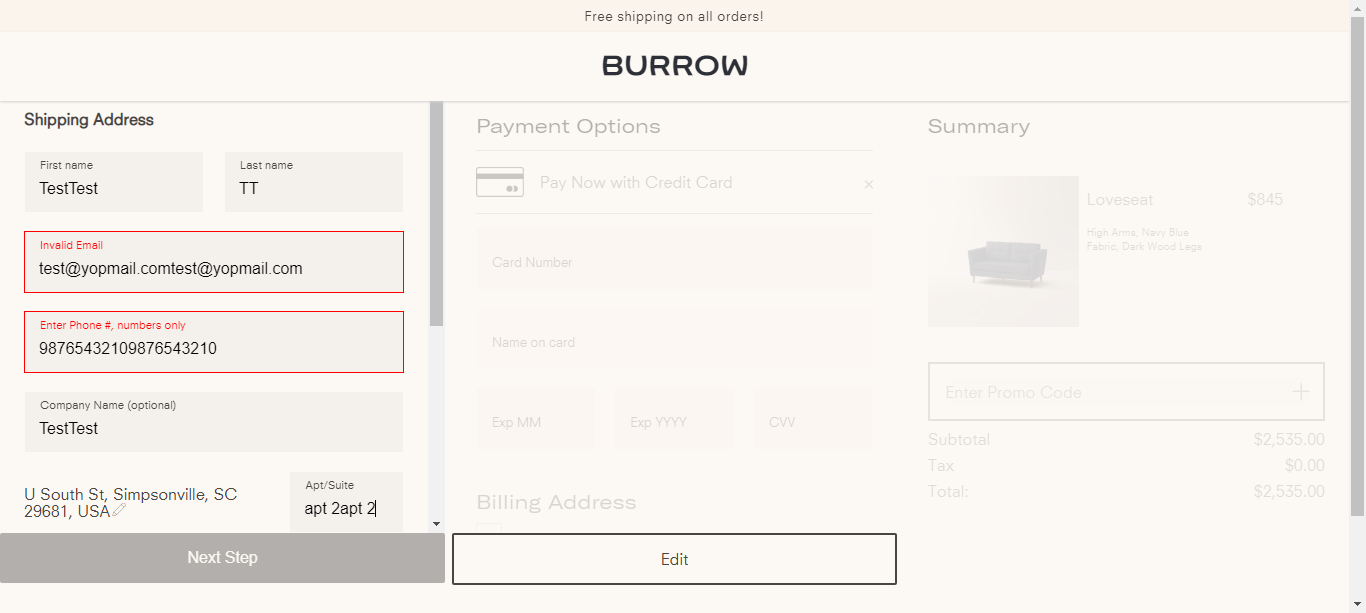 Free shipping on all orders!
BURROW
Shipping Address
First name
TestTest
Last name
TT
Invalid Email
test@yopmail.comtest@yopmail.com
Enter Phone #, numbers only
98765432109876543210
Company Name (optional)
TestTest
U South St, Simpsonville, SC
29681, USA
Apt/Suite
apt 2apt 2
Next Step
Payment Options
Pay Now with Credit Card
×
Card Number
Name on card
Exp MM
Exp YYYY
CVV
Billing Address
Edit
Summary
Loveseat $845
High Arms, Navy Blue
Fabric, Dark Wood Legs
Enter Promo Code
Subtotal $2,535.00
Tax $0.00
Total: $2,535.00